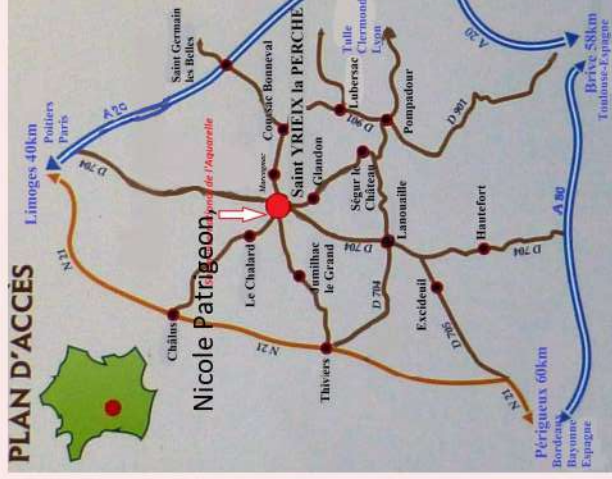 PLAN D'ACCÈS
Limoges 40km
Poitiers
Paris
N 21
D 704
A 20
Saint Germain
les Belles
Coussac Bonneval
Marcognac
Châlus
Nicole Patrigeon,
de l'Aquarelle
Le Chalard
Saint YRIEIX la PERCHE
Glandon
Jumilhac
le Grand
N 21
Thiviers
D 704
D 704
Lanouaille
Ségur le
Château
Lubersac
D 901
Pompadour
Tulle
Clermond
Lyon
A 20
D 901
Excideuil
D 705
Hautefort
D 704
N 21
Périgueux 60km
Bordeaux
Bayonne
Espagne
A 89
Brive 58km
Toulouse-Espagne